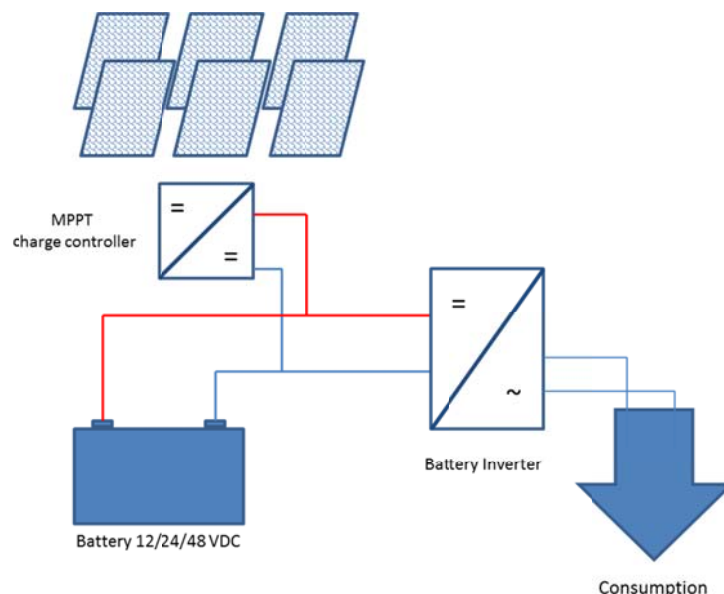 MPPT
charge controller
=
=
=
~
Battery Inverter
Battery 12/24/48 VDC
Consumption